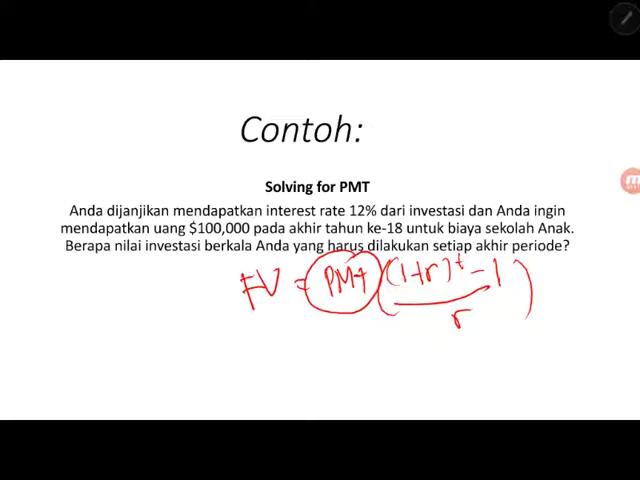 Contoh:
Solving for PMT
Anda dijanjikan mendapatkan interest rate 12% dari investasi dan Anda ingin
mendapatkan uang $100,000 pada akhir tahun ke-18 untuk biaya sekolah Anak.
Berapa nilai investasi berkala Anda yang harus dilakukan setiap akhir periode?
FV = PMT ((1+r)^t - 1
r)